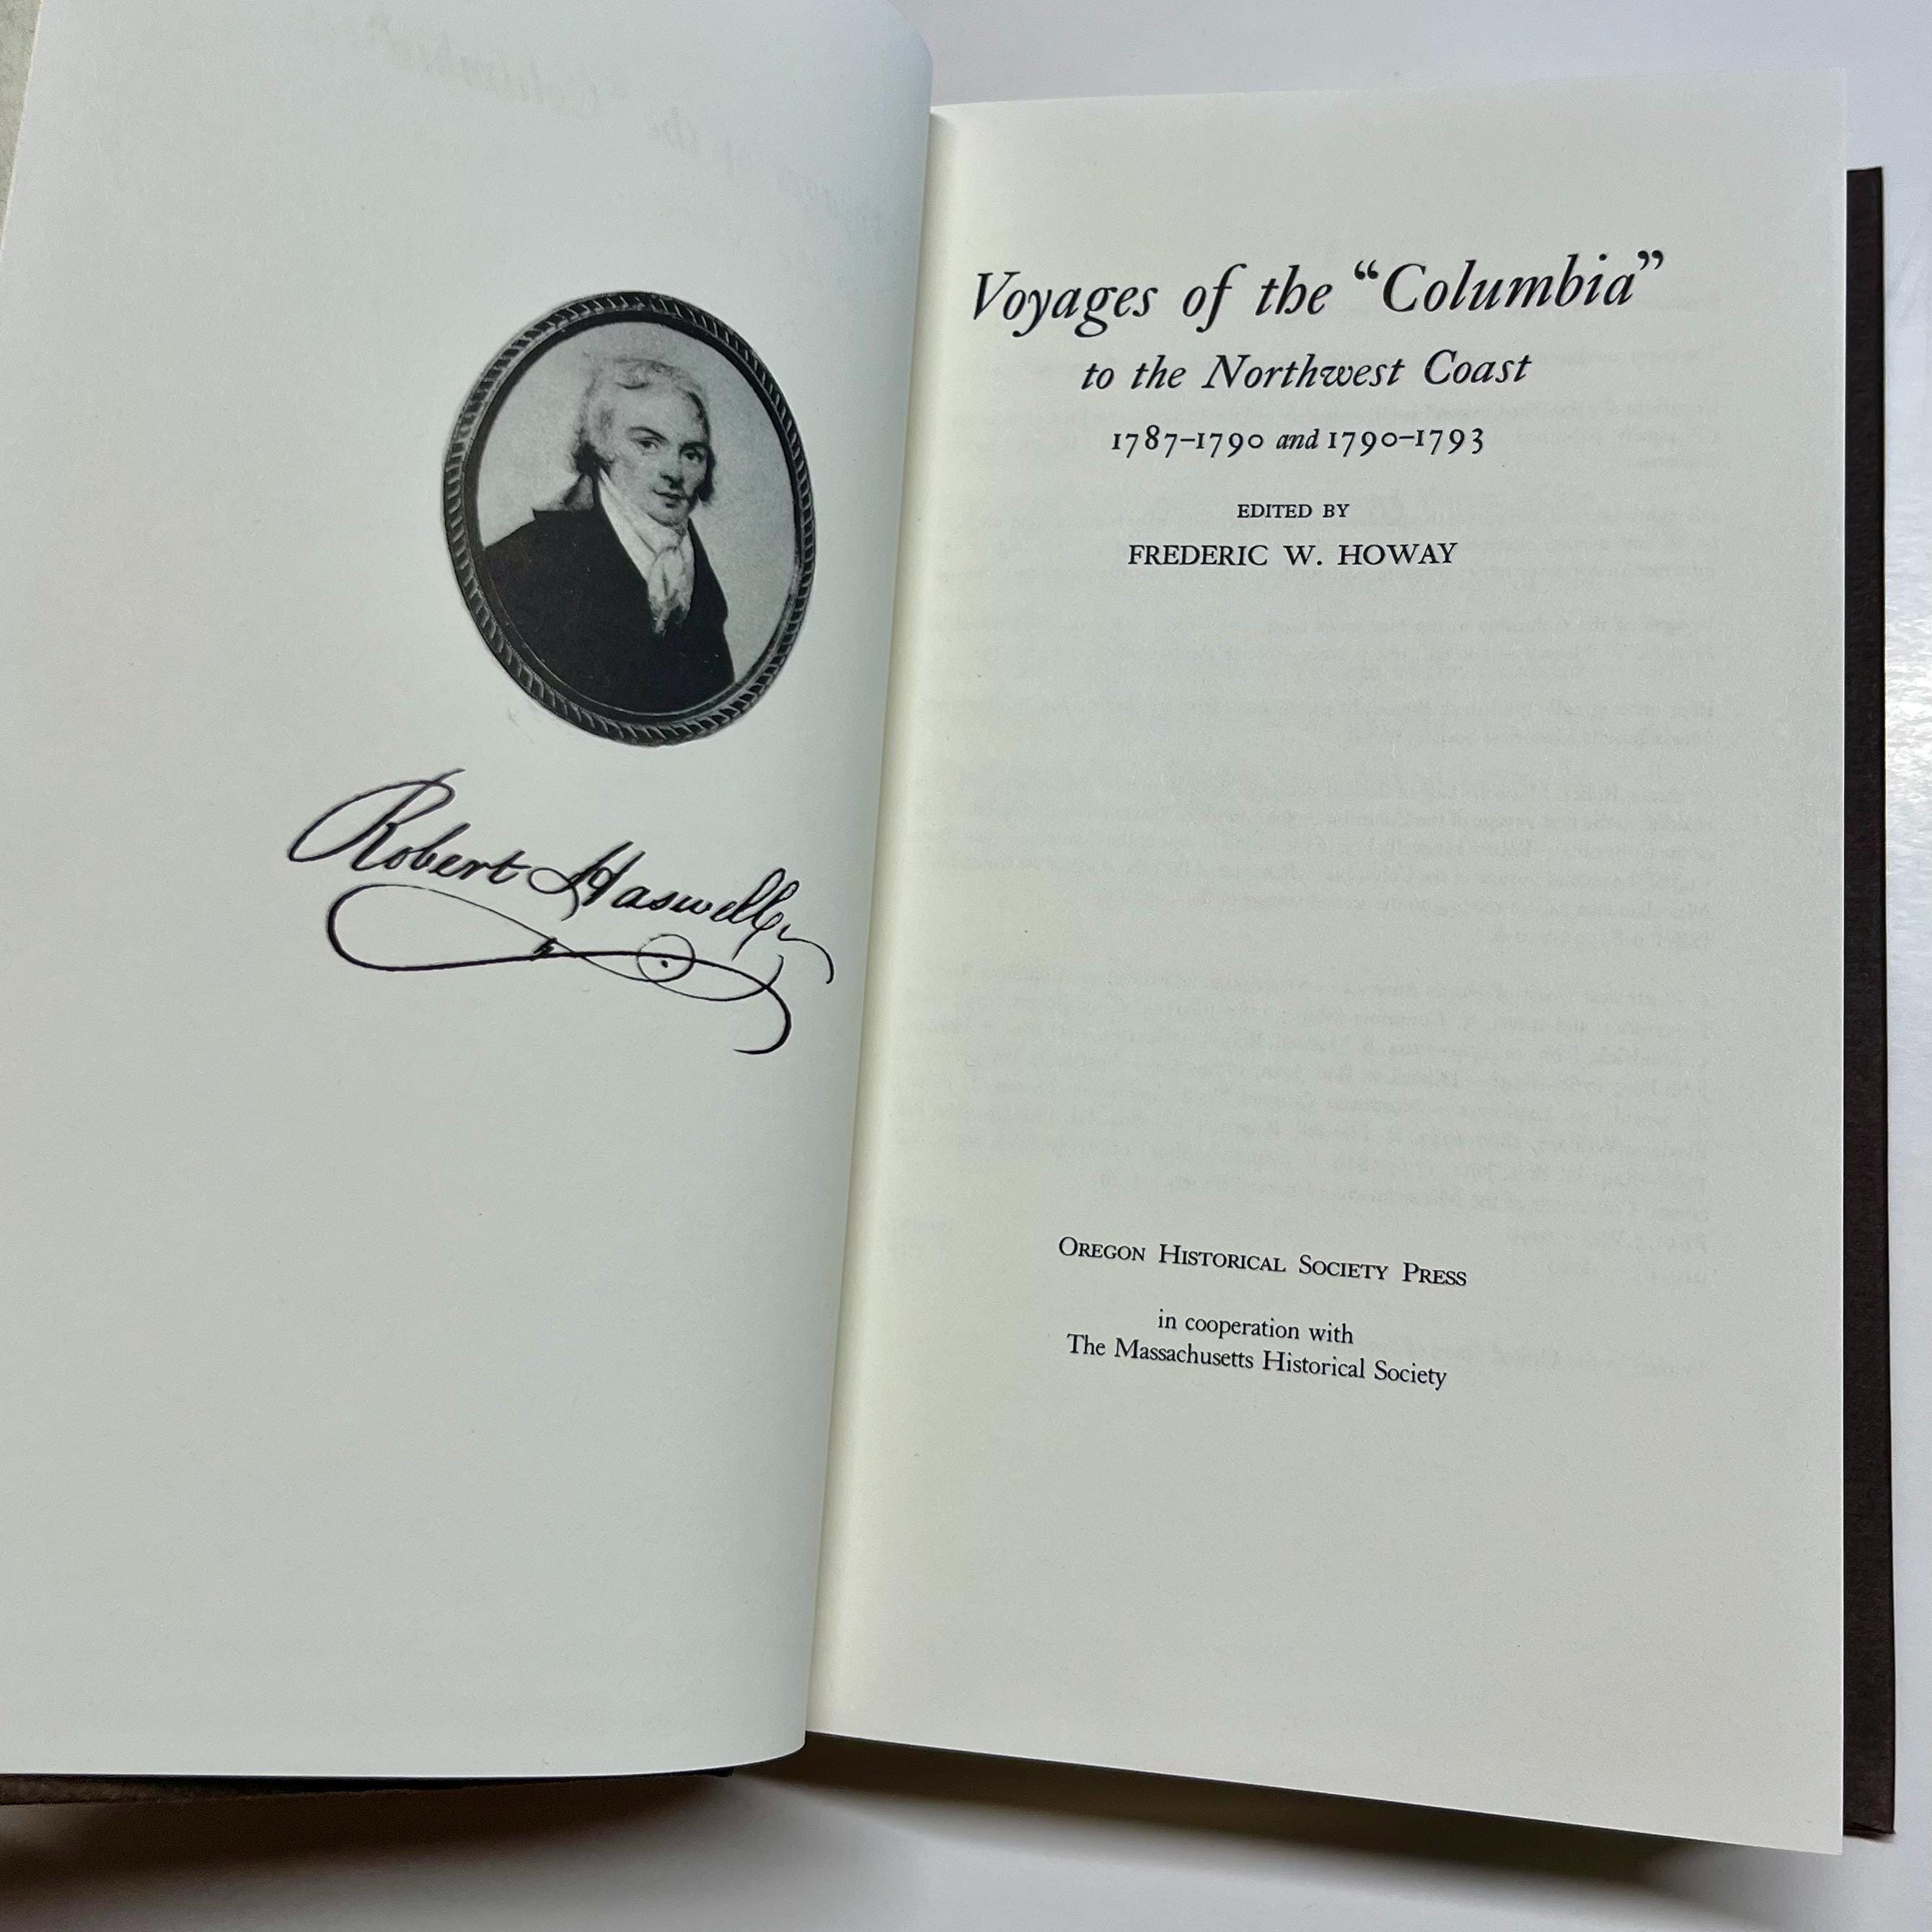 Robert Haswell
Voyages of the “Columbia”
to the Northwest Coast
1787–1790 and 1790–1793
EDITED BY
FREDERIC W. HOWAY
OREGON HISTORICAL SOCIETY PRESS
in cooperation with
The Massachusetts Historical Society